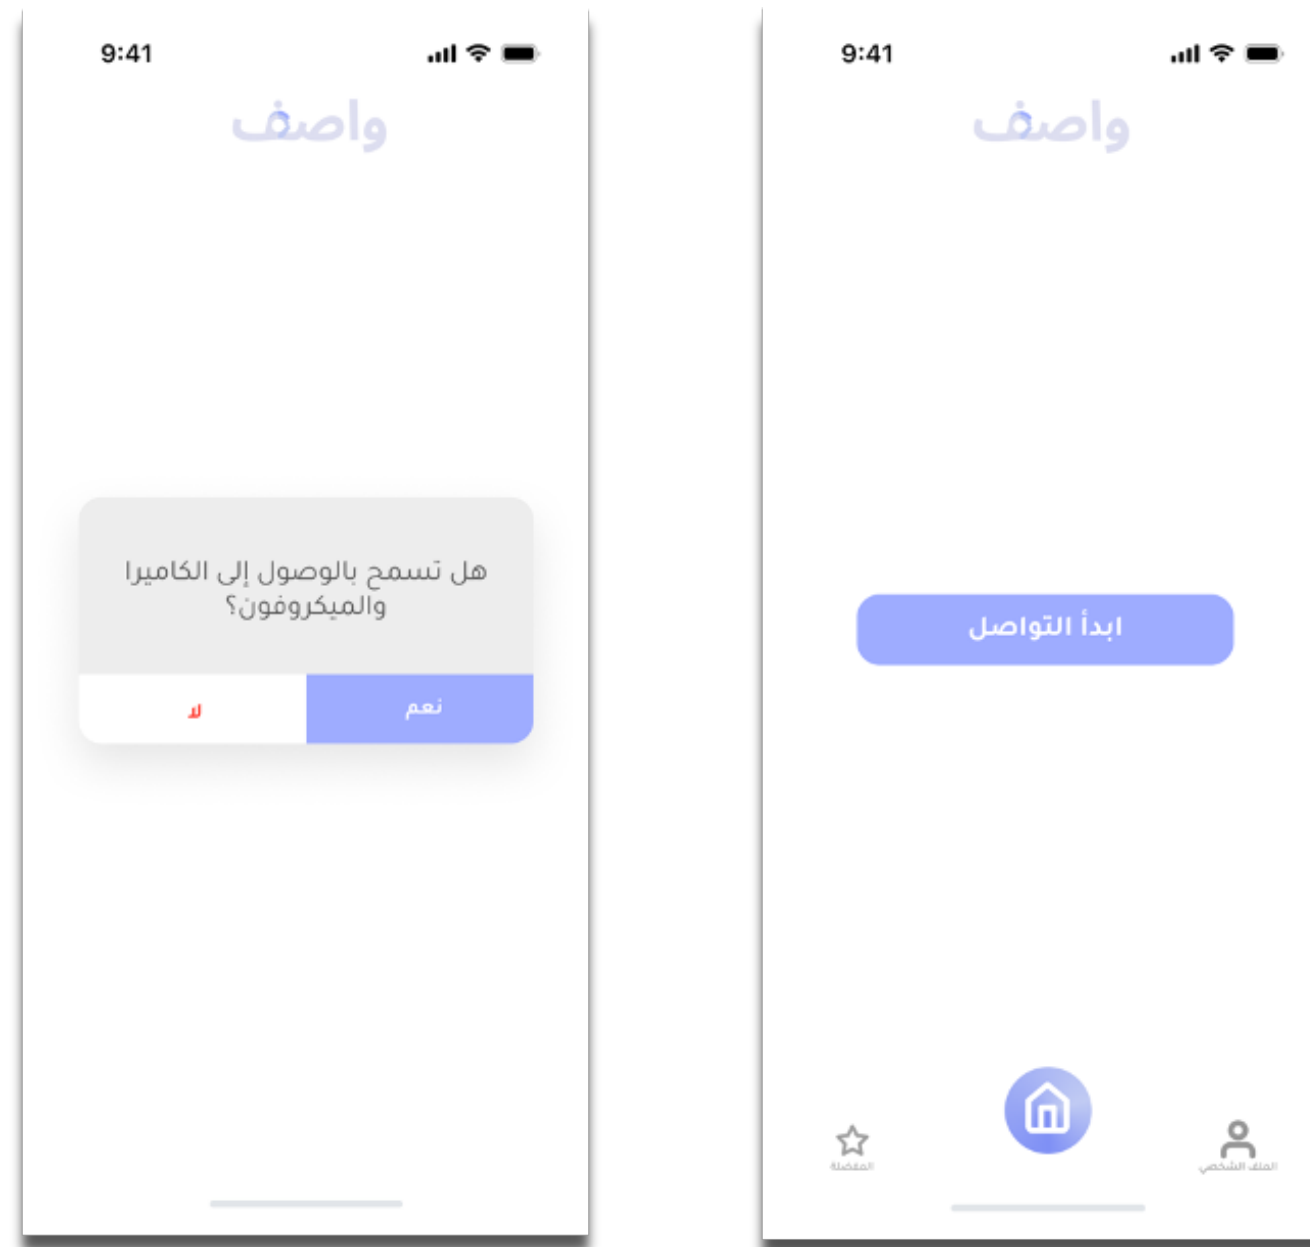 9:41
واصف
هل تسمح بالوصول إلى الكاميرا
والميكروفون؟
نعم
لا
9:41
واصف
ابدأ التواصل
الملف الشخصي
المفضلة